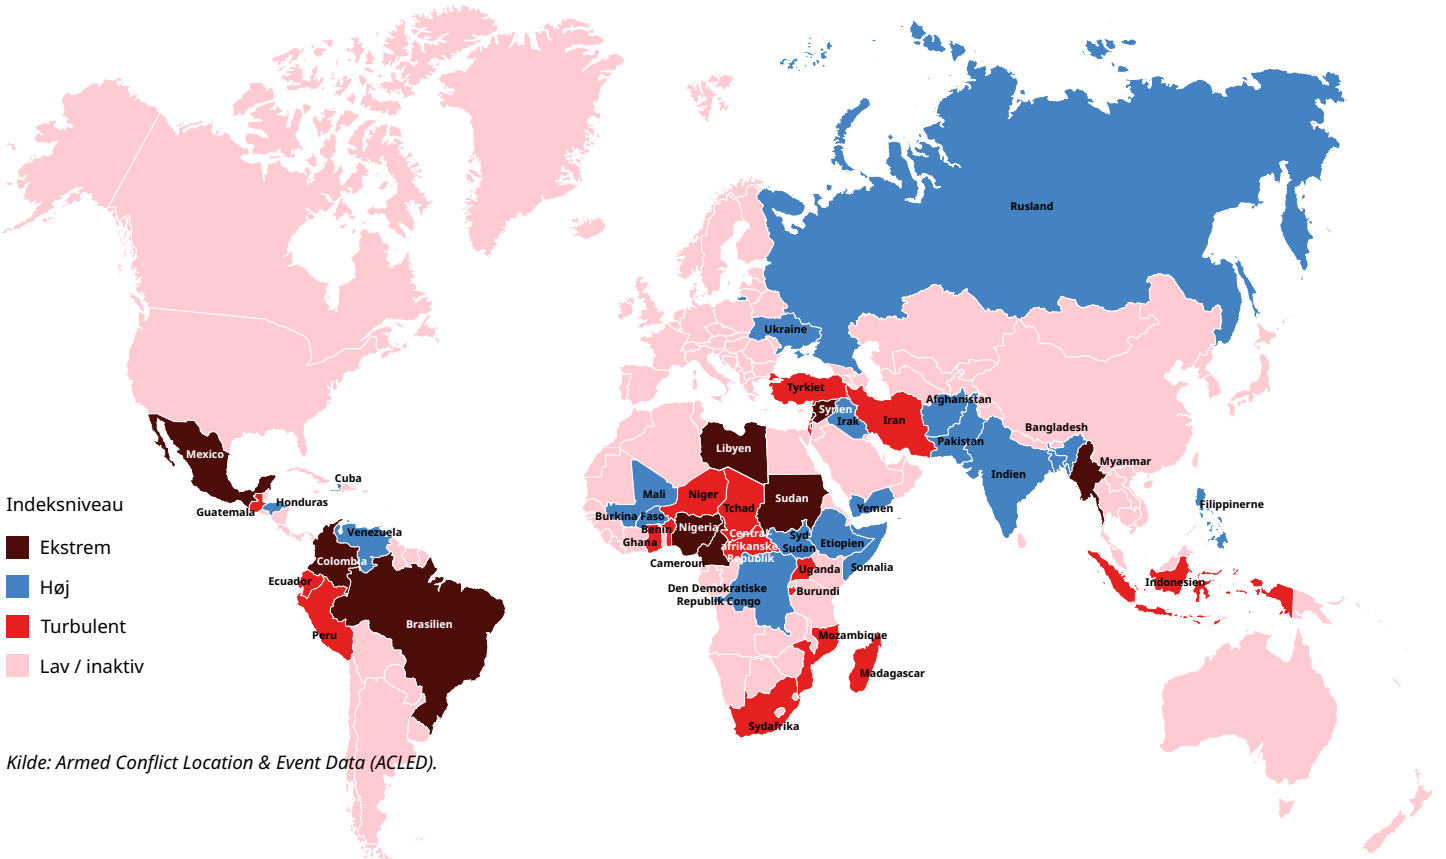 Rusland
Ukraine
Tyrkiet
Afghanistan
Syrien
Irak
Iran
Bangladesh
Pakistan
Libyen
Mexico
Myanmar
Indien
Cuba
Mali
Niger
Sudan
Honduras
Filippinerne
Indeksniveau
Guatemala
Tchad
Yemen
Burkina Faso
Benin
Nigeria
Venezuela
Ghana
Central
afrikanske
Republik
Syd
Sudan
Etiopien
Ekstrem
Colombia
Cameroun
Uganda
Somalia
Ecuador
Indonesien
Høj
Den Demokratiske
Republik Congo
Burundi
Turbulent
Brasilien
Peru
Mozambique
Lav / inaktiv
Madagascar
Sydafrika
Kilde: Armed Conflict Location & Event Data (ACLED).